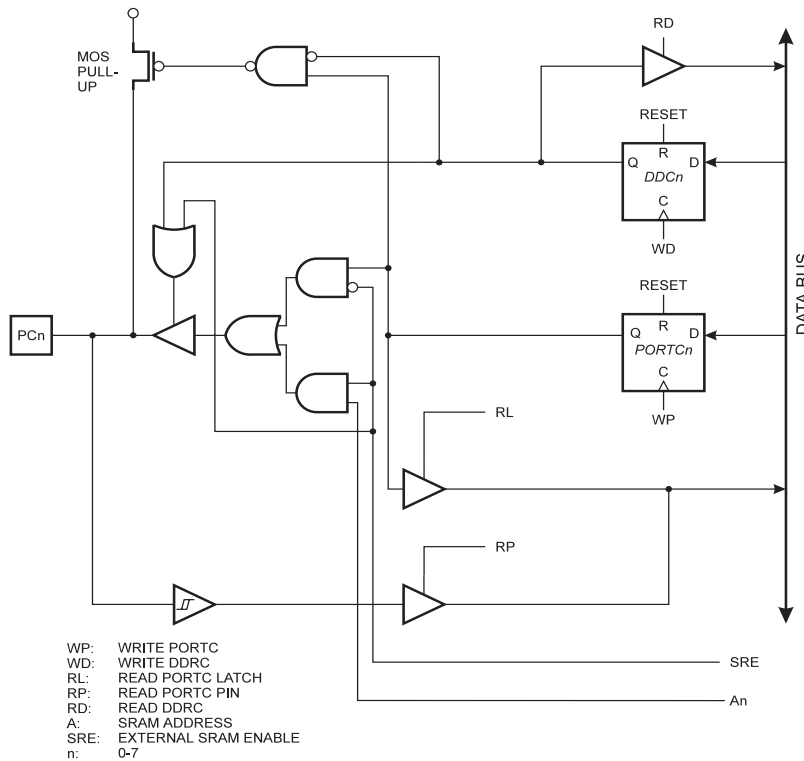 RD
MOS
PULL-
UP
RESET
R
Q
D
DDCn
C
WD
DATA BUS
RESET
R
Q
D
PORTCn
C
WP
PCn
RL
RP
SRE
An
WP: WRITE PORTC
WD: WRITE DDRC
RL: READ PORTC LATCH
RP: READ PORTC PIN
RD: READ DDRC
A: SRAM ADDRESS
SRE: EXTERNAL SRAM ENABLE
n: 0-7